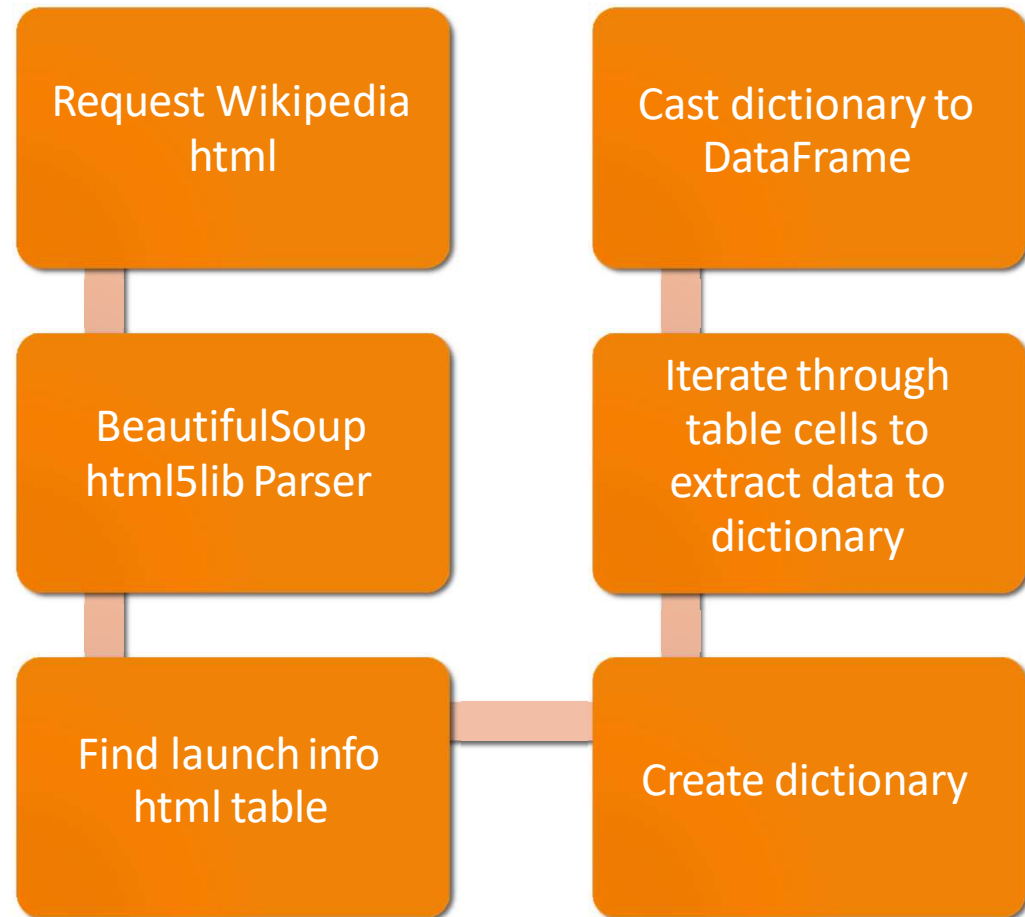 Request Wikipedia
html
BeautifulSoup
html5lib Parser
Find launch info
html table
Create dictionary
Iterate through
table cells to
extract data to
dictionary
Cast dictionary to
DataFrame